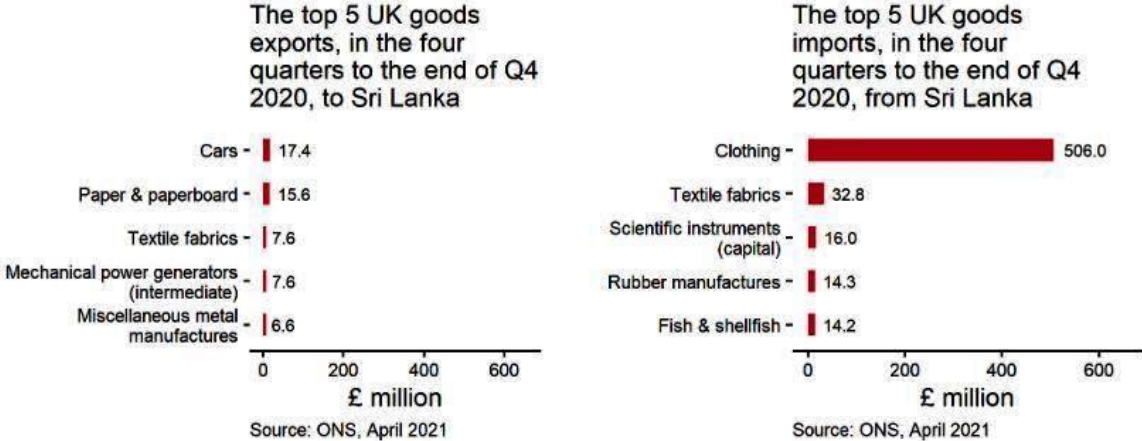 The top 5 UK goods
exports, in the four
quarters to the end of Q4
2020, to Sri Lanka
Cars
17.4
Paper & paperboard
15.6
Textile fabrics
7.6
Mechanical power generators
(intermediate)
7.6
Miscellaneous metal
manufactures
6.6
0 200 400 600
£ million
Source: ONS, April 2021
The top 5 UK goods
imports, in the four
quarters to the end of Q4
2020, from Sri Lanka
Clothing
506.0
Textile fabrics
32.8
Scientific instruments
(capital)
16.0
Rubber manufactures
14.3
Fish & shellfish
14.2
0 200 400 600
£ million
Source: ONS, April 2021